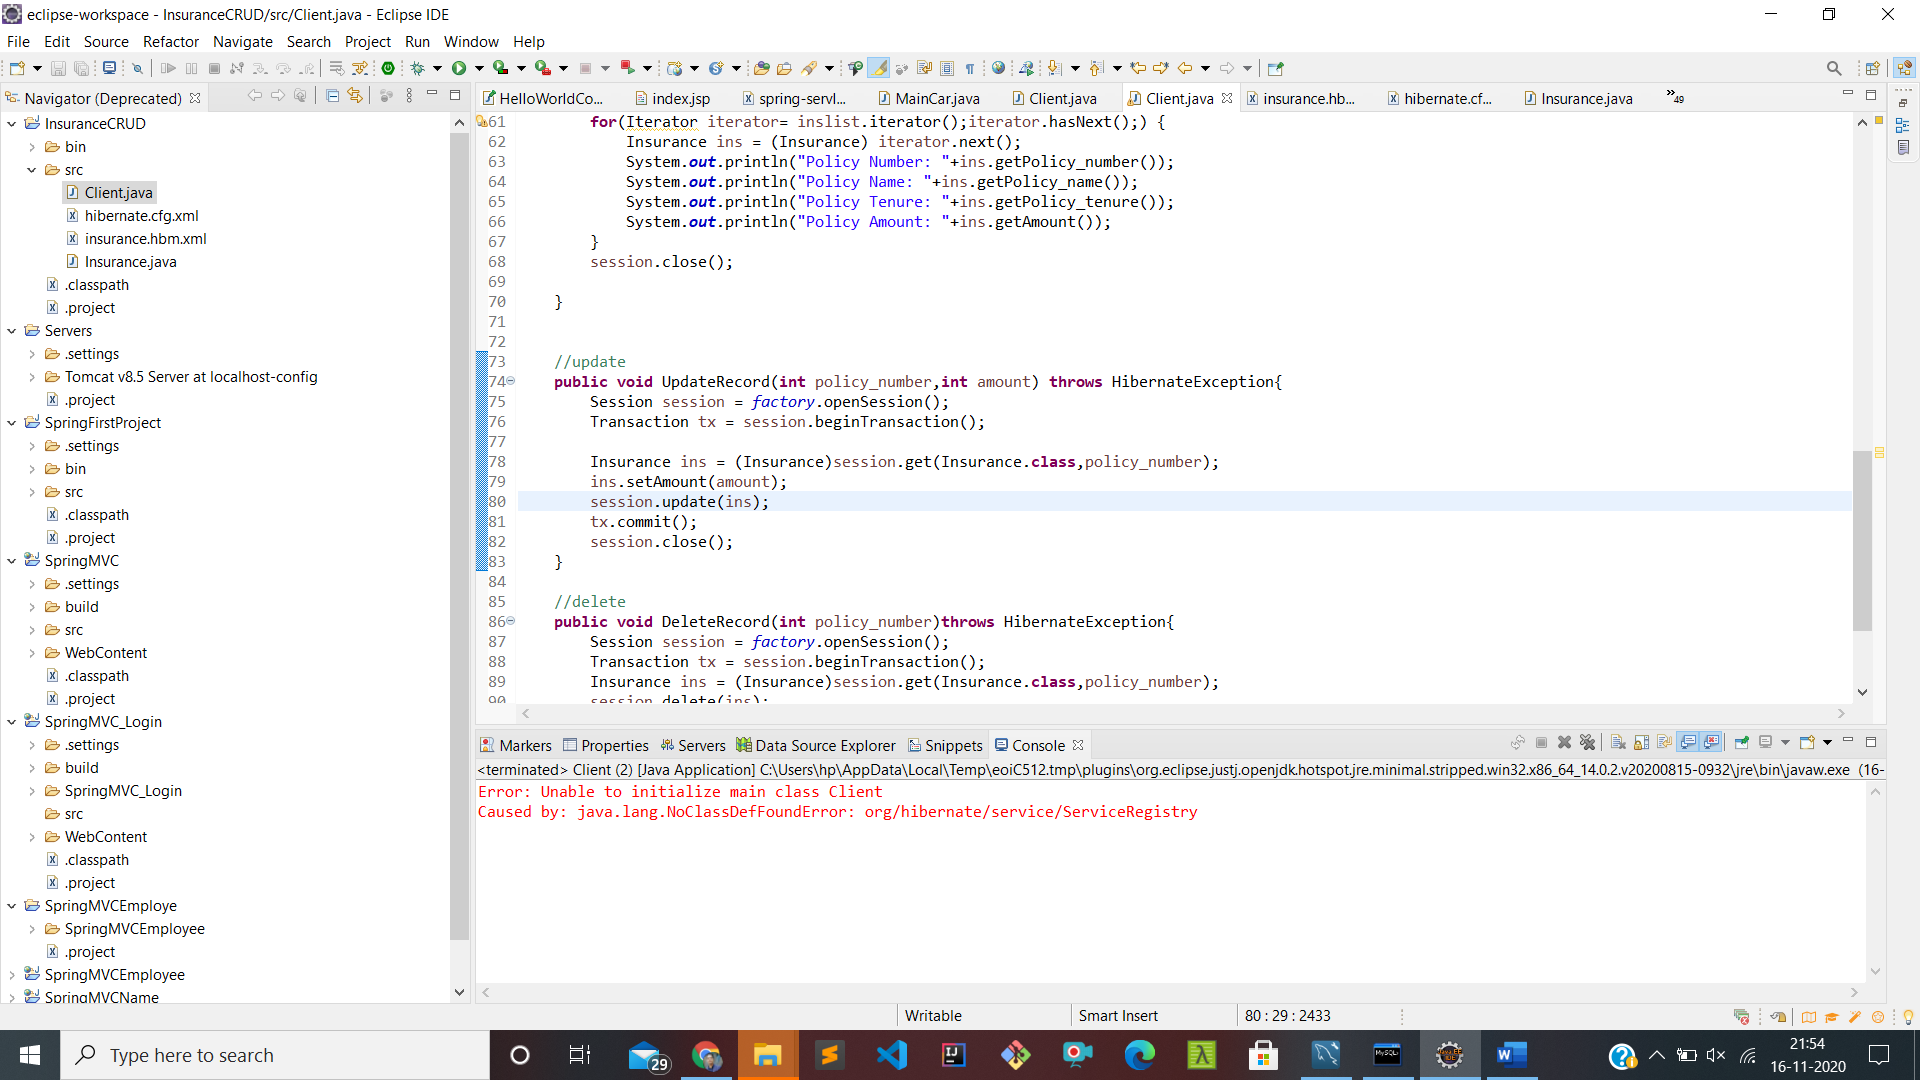 eclipse-workspace - InsuranceCRUD/src/Client.java - Eclipse IDE
File Edit Source Refactor Navigate Search Project Run Window Help
Navigator (Deprecated)
InsuranceCRUD
bin
src
Client.java
hibernate.cfg.xml
insurance.hbm.xml
Insurance.java
.classpath
.project
Servers
.settings
Tomcat v8.5 Server at localhost-config
.project
SpringFirstProject
.settings
bin
src
.classpath
.project
SpringMVC
.settings
build
src
WebContent
.classpath
.project
SpringMVC_Login
.settings
build
SpringMVC_Login
src
WebContent
.classpath
.project
SpringMVCEmploye
SpringMVCEmployee
.project
SpringMVCEmployee
SpringMVCName
HelloWorldCo... index.jsp spring-servl... MainCar.java Client.java Client.java insurance.hb... hibernate.cf... Insurance.java »49
61 for(Iterator iterator= inslist.iterator();iterator.hasNext();) {
62 Insurance ins = (Insurance) iterator.next();
63 System.out.println("Policy Number: "+ins.getPolicy_number());
64 System.out.println("Policy Name: "+ins.getPolicy_name());
65 System.out.println("Policy Tenure: "+ins.getPolicy_tenure());
66 System.out.println("Policy Amount: "+ins.getAmount());
67 }
68 session.close();
69
70 }
71
72
73 //update
74 public void UpdateRecord(int policy_number,int amount) throws HibernateException{
75 Session session = factory.openSession();
76 Transaction tx = session.beginTransaction();
77
78 Insurance ins = (Insurance)session.get(Insurance.class,policy_number);
79 ins.setAmount(amount);
80 session.update(ins);
81 tx.commit();
82 session.close();
83 }
84
85 //delete
86 public void DeleteRecord(int policy_number)throws HibernateException{
87 Session session = factory.openSession();
88 Transaction tx = session.beginTransaction();
89 Insurance ins = (Insurance)session.get(Insurance.class,policy_number);
90 session.delete(ins);
Markers Properties Servers Data Source Explorer Snippets Console
<terminated> Client (2) [Java Application] C:\Users\hp\AppData\Local\Temp\eoiC512.tmp\plugins\org.eclipse.justj.openjdk.hotspot.jre.minimal.stripped.win32.x86_64_14.0.2.v20200815-0932\jre\bin\javaw.exe (16-
Error: Unable to initialize main class Client
Caused by: java.lang.NoClassDefFoundError: org/hibernate/service/ServiceRegistry
Writable Smart Insert 80 : 29 : 2433
Type here to search
29
21:54
16-11-2020